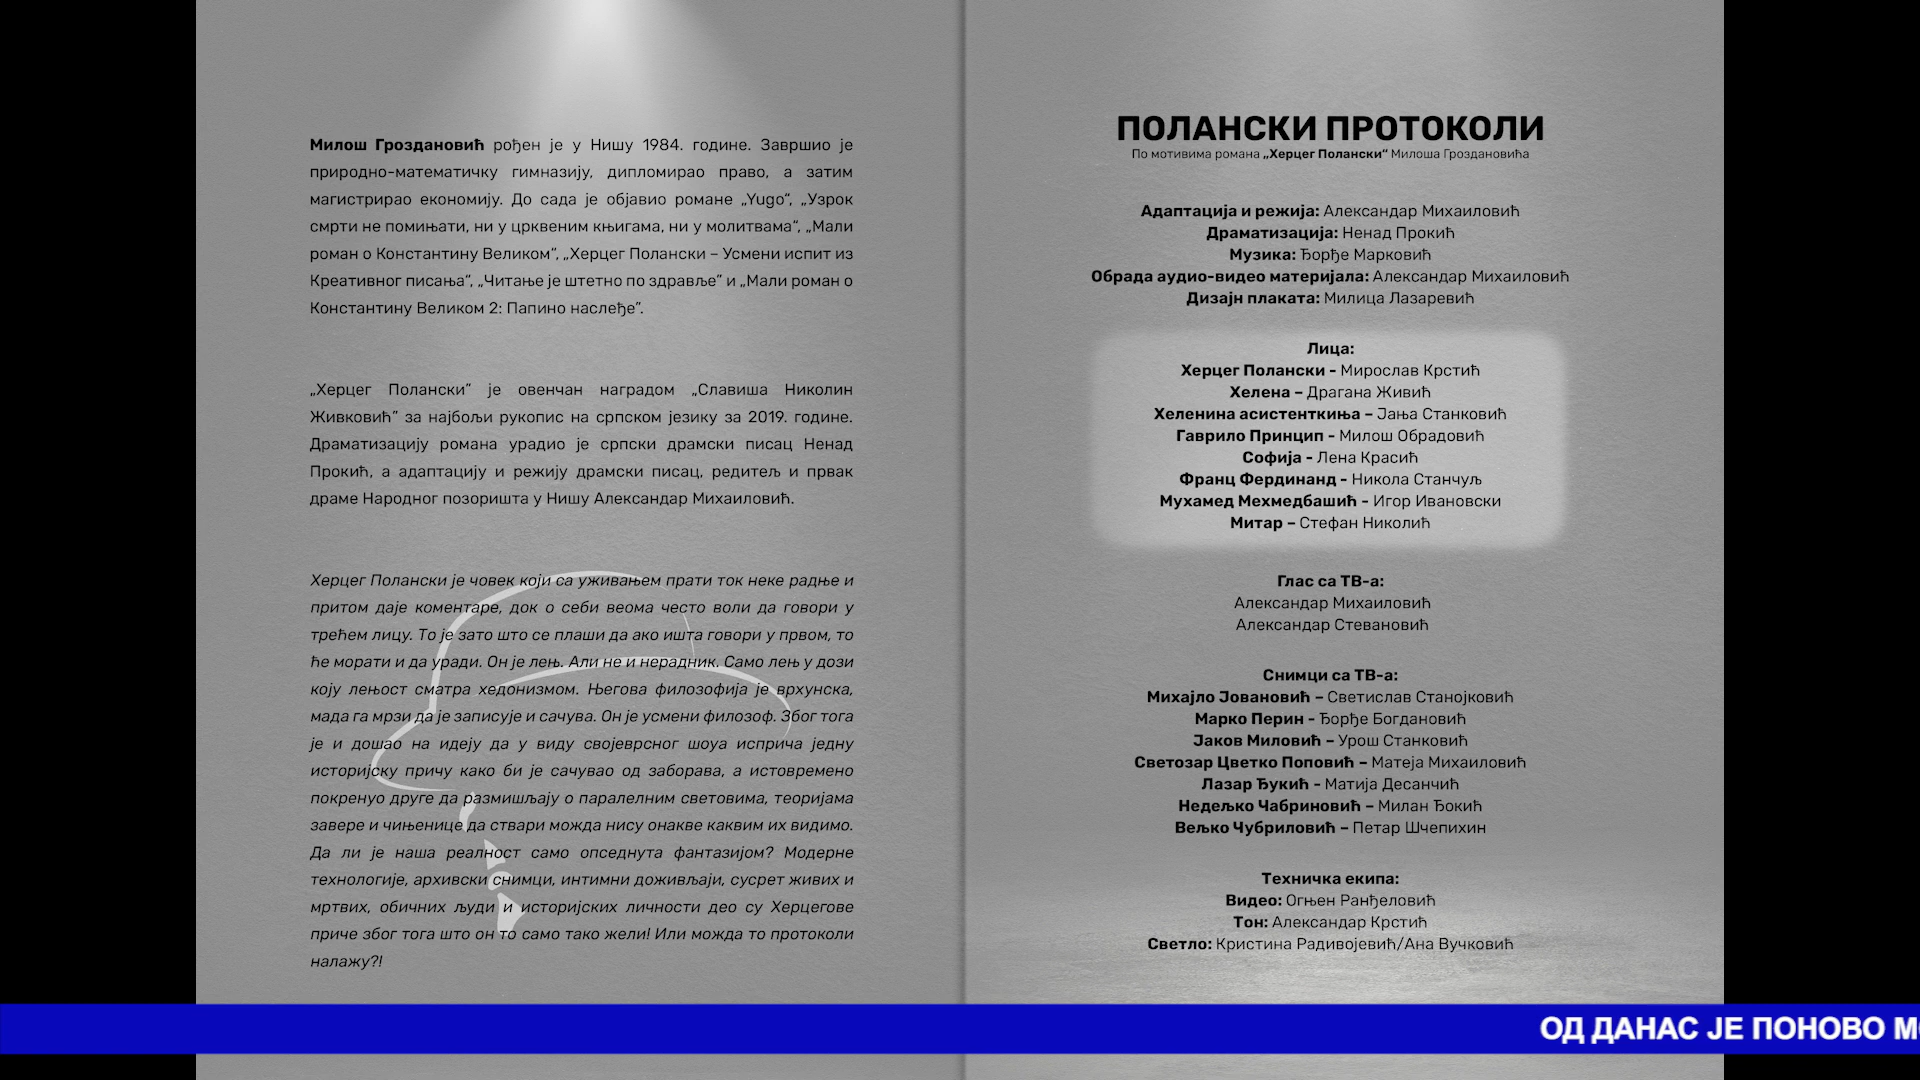 Милош Гроздановић рођен је у Нишу 1984. године. Завршио је
природно-математичку гимназију, дипломирао право, а затим
магистрирао економију. До сада је објавио романе „Yugo“, „Узрок
смрти не помињати, ни у црквеним књигама, ни у молитвама“, „Мали
роман о Константину Великом“, „Херцег Полански – Усмени испит из
Креативног писања“, „Читање је штетно по здравље” и „Мали роман о
Константину Великом 2: Папино наслеђе”.
„Херцег Полански” је овенчан наградом „Славиша Николин
Живковић” за најбољи рукопис на српском језику за 2019. године.
Драматизацију романа урадио је српски драмски писац Ненад
Прокић, а адаптацију и режију драмски писац, редитељ и првак
драме Народног позоришта у Нишу Александар Михаиловић.
Херцег Полански је човек који са уживањем прати ток неке радње и
притом даје коментаре, док о себи веома често воли да говори у
трећем лицу. То је зато што се плаши да ако ишта говори у првом, то
ће морати и да уради. Он је лењ. Али не и нерадник. Само лењ у дози
коју лењост сматра хедонизмом. Његова филозофија је врхунска,
мада га мрзи да је записује и сачува. Он је усмени филозоф. Због тога
је и дошао на идеју да у виду својеврсног шоуа исприча једну
историјску причу како би је сачувао од заборава, а истовремено
покренуо друге да размишљају о паралелним световима, теоријама
завере и чињенице да ствари можда нису онакве каквим их видимо.
Да ли је наша реалност само опседнута фантазијом? Модерне
технологије, архивски снимци, интимни доживљаји, сусрет живих и
мртвих, обичних људи и историјских личности део су Херцегове
приче због тога што он то само тако жели! Или можда то протоколи
налажу?!
ПОЛАНСКИ ПРОТОКОЛИ
По мотивима романа „Херцег Полански“ Милоша Гроздановића
Адаптација и режија: Александар Михаиловић
Драматизација: Ненад Прокић
Музика: Ђорђе Марковић
Обрада аудио-видео материјала: Александар Михаиловић
Дизајн плаката: Милица Лазаревић
Лица:
Херцег Полански - Мирослав Крстић
Хелена – Драгана Живић
Хеленина асистенткиња – Јања Станковић
Гаврило Принцип - Милош Обрадовић
Софија - Лена Красић
Франц Фердинанд - Никола Станчуљ
Мухамед Мехмедбашић - Игор Ивановски
Митар – Стефан Николић
Глас са ТВ-а:
Александар Михаиловић
Александар Стевановић
Снимци са ТВ-а:
Михајло Јовановић – Светислав Станојковић
Марко Перин - Ђорђе Богдановић
Јаков Миловић – Урош Станковић
Светозар Цветко Поповић – Матеја Михаиловић
Лазар Ђукић - Матија Десанчић
Недељко Чабриновић – Милан Ђокић
Вељко Чубриловић – Петар Шчепихин
Техничка екипа:
Видео: Огњен Ранђеловић
Тон: Александар Крстић
Светло: Кристина Радивојевић/Ана Вучковић
ОД ДАНАС ЈЕ ПОНОВО